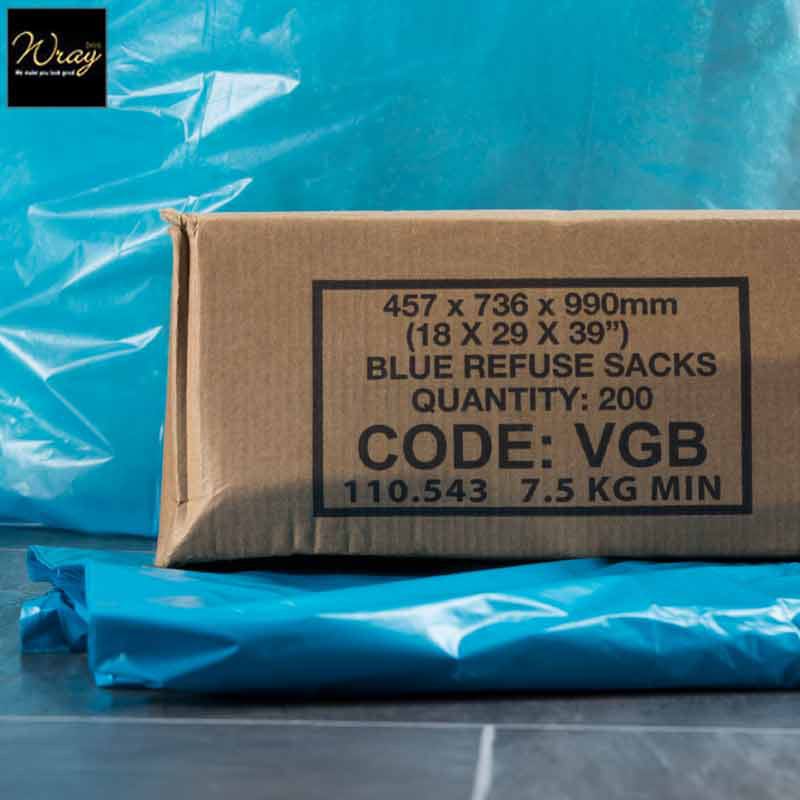 Wray
We make you look good
457 x 736 x 990mm
(18 X 29 X 39”)
BLUE REFUSE SACKS
QUANTITY: 200
CODE: VGB
110.543 7.5 KG MIN